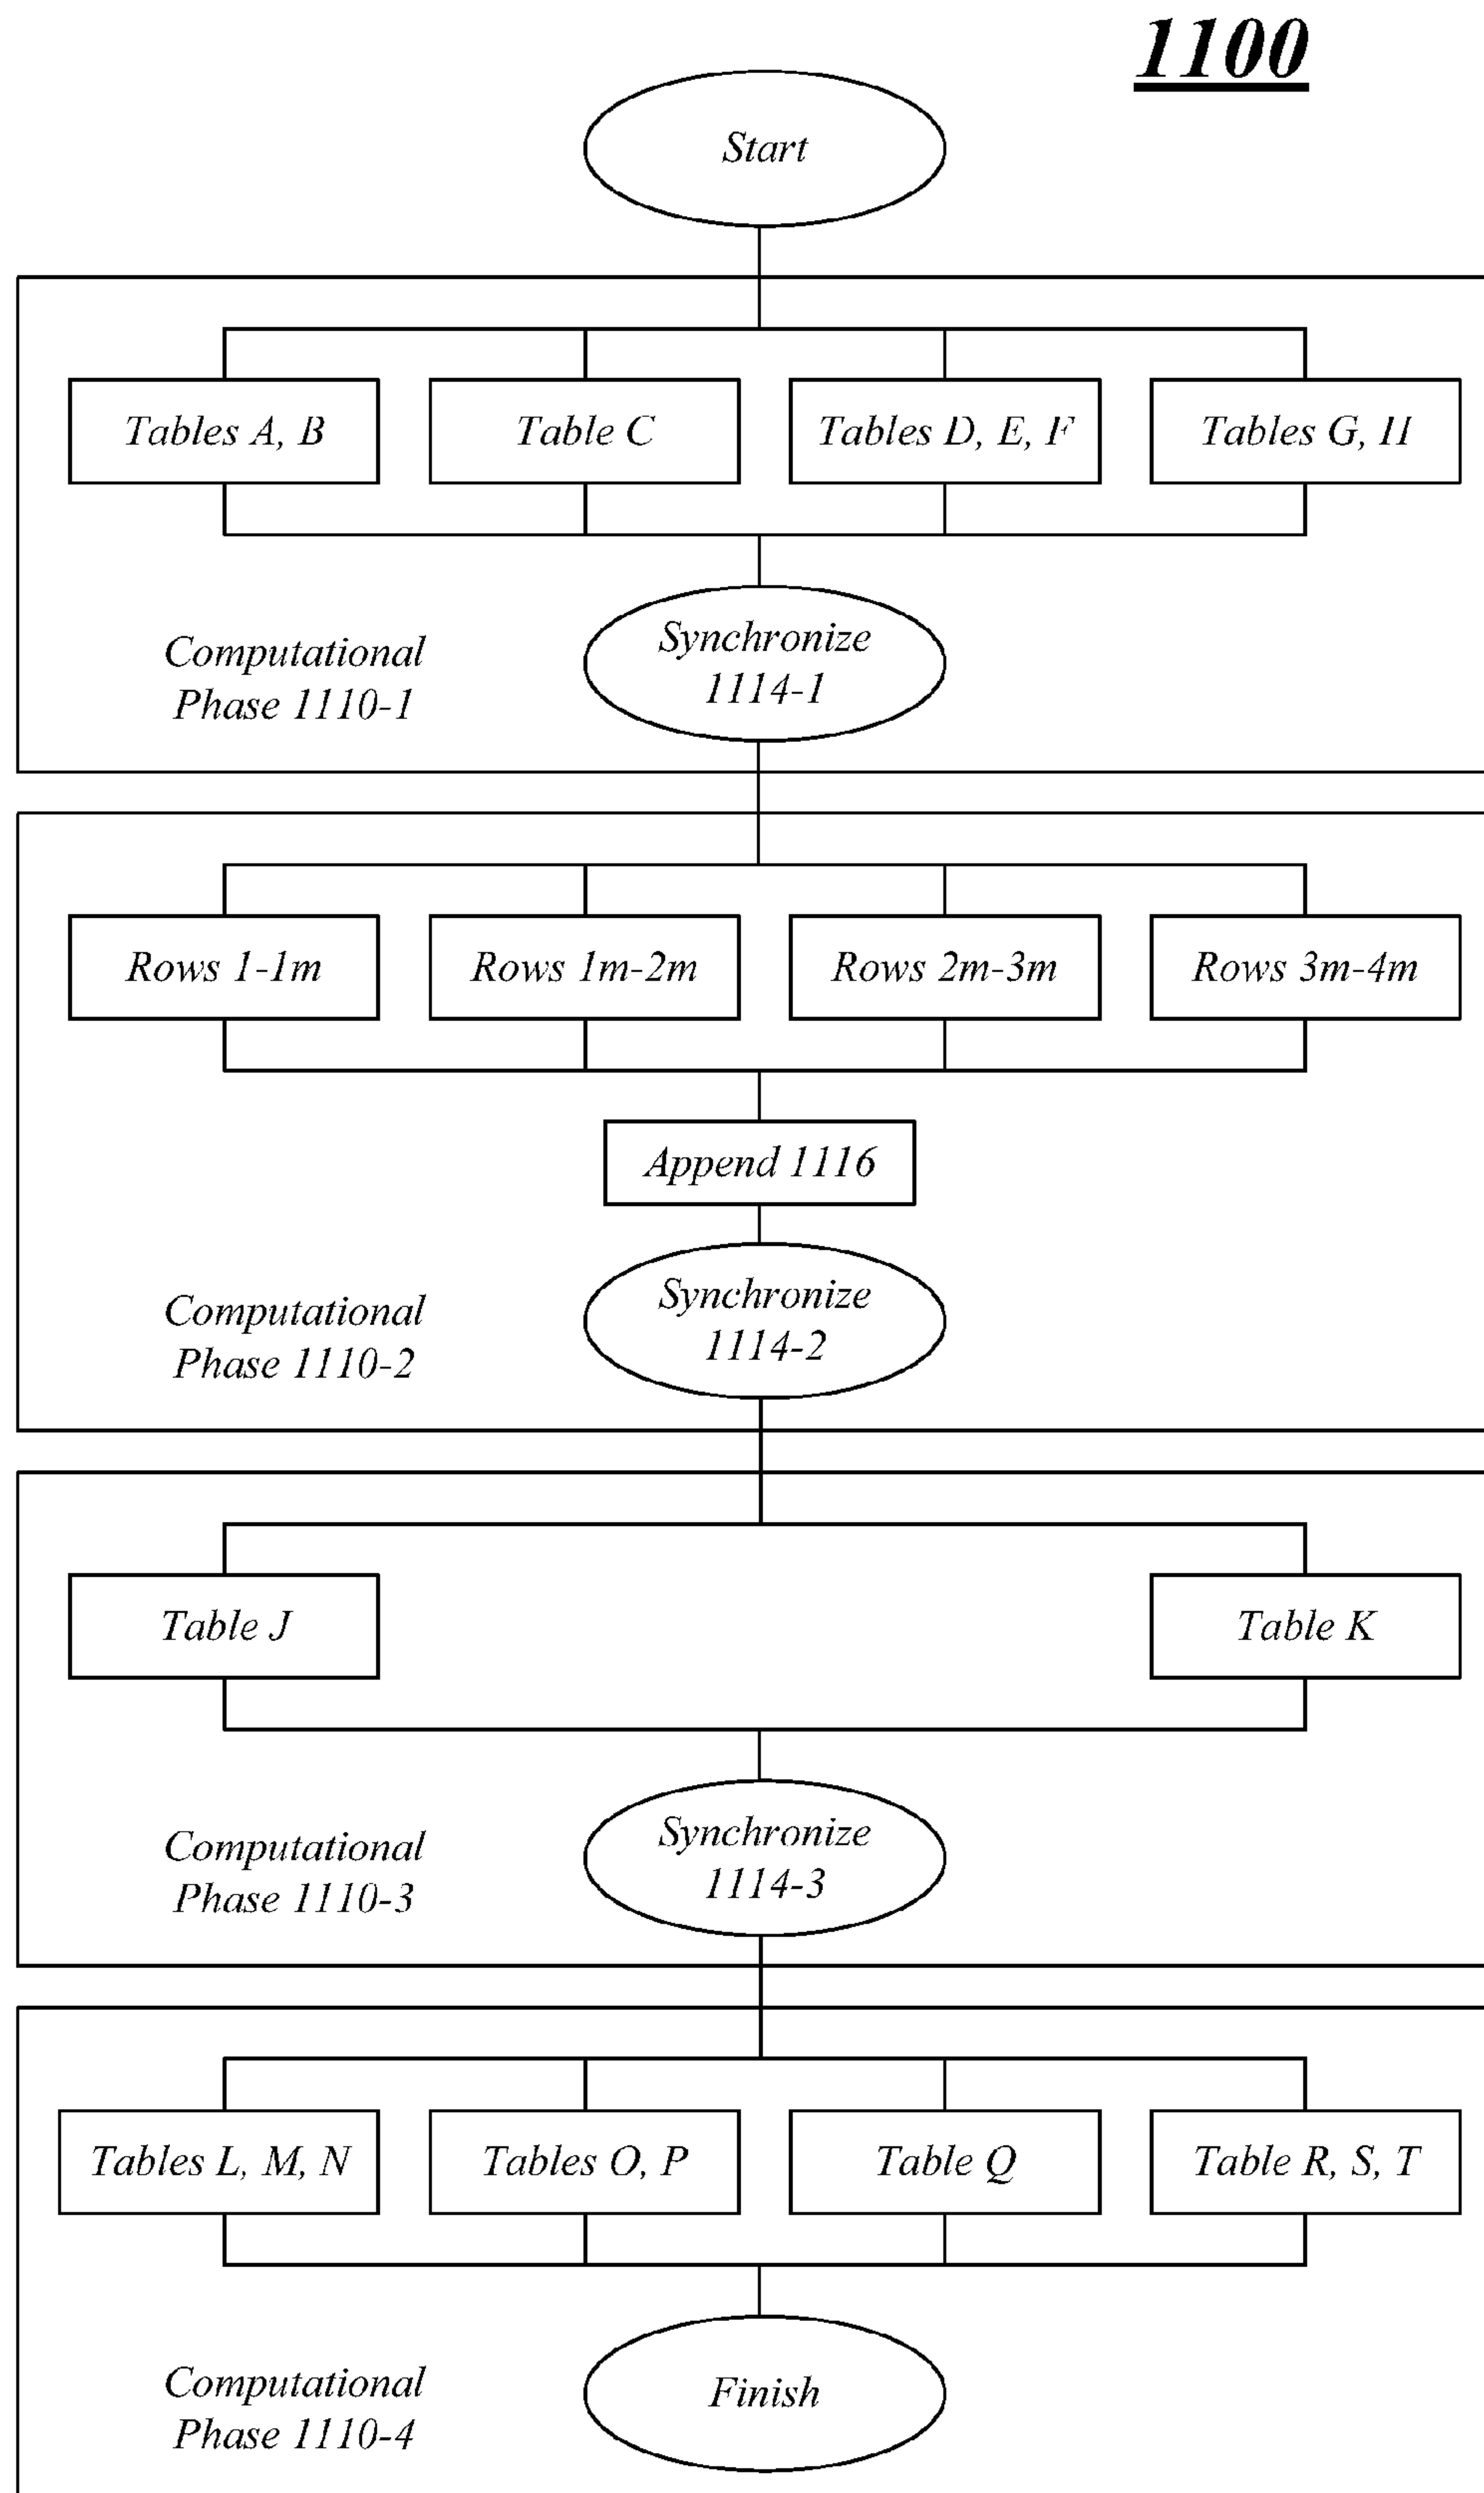 1100
Start
Tables A, B
Table C
Tables D, E, F
Tables G, H
Computational
Phase 1110-1
Synchronize
1114-1
Rows 1-1m
Rows 1m-2m
Rows 2m-3m
Rows 3m-4m
Append 1116
Computational
Phase 1110-2
Synchronize
1114-2
Table J
Table K
Computational
Phase 1110-3
Synchronize
1114-3
Tables L, M, N
Tables O, P
Table Q
Table R, S, T
Computational
Phase 1110-4
Finish